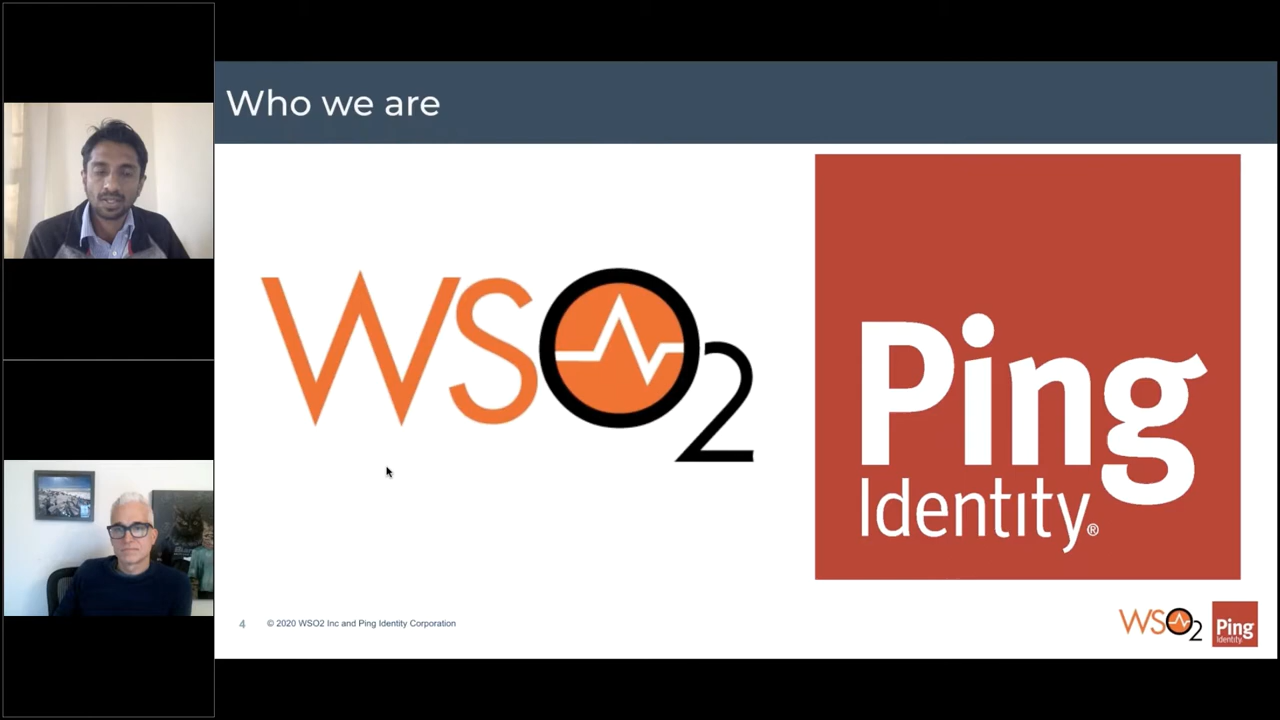 Who we are
WSO2
Ping
Identity®
4
© 2020 WSO2 Inc and Ping Identity Corporation
WSO2
Ping
Identity.